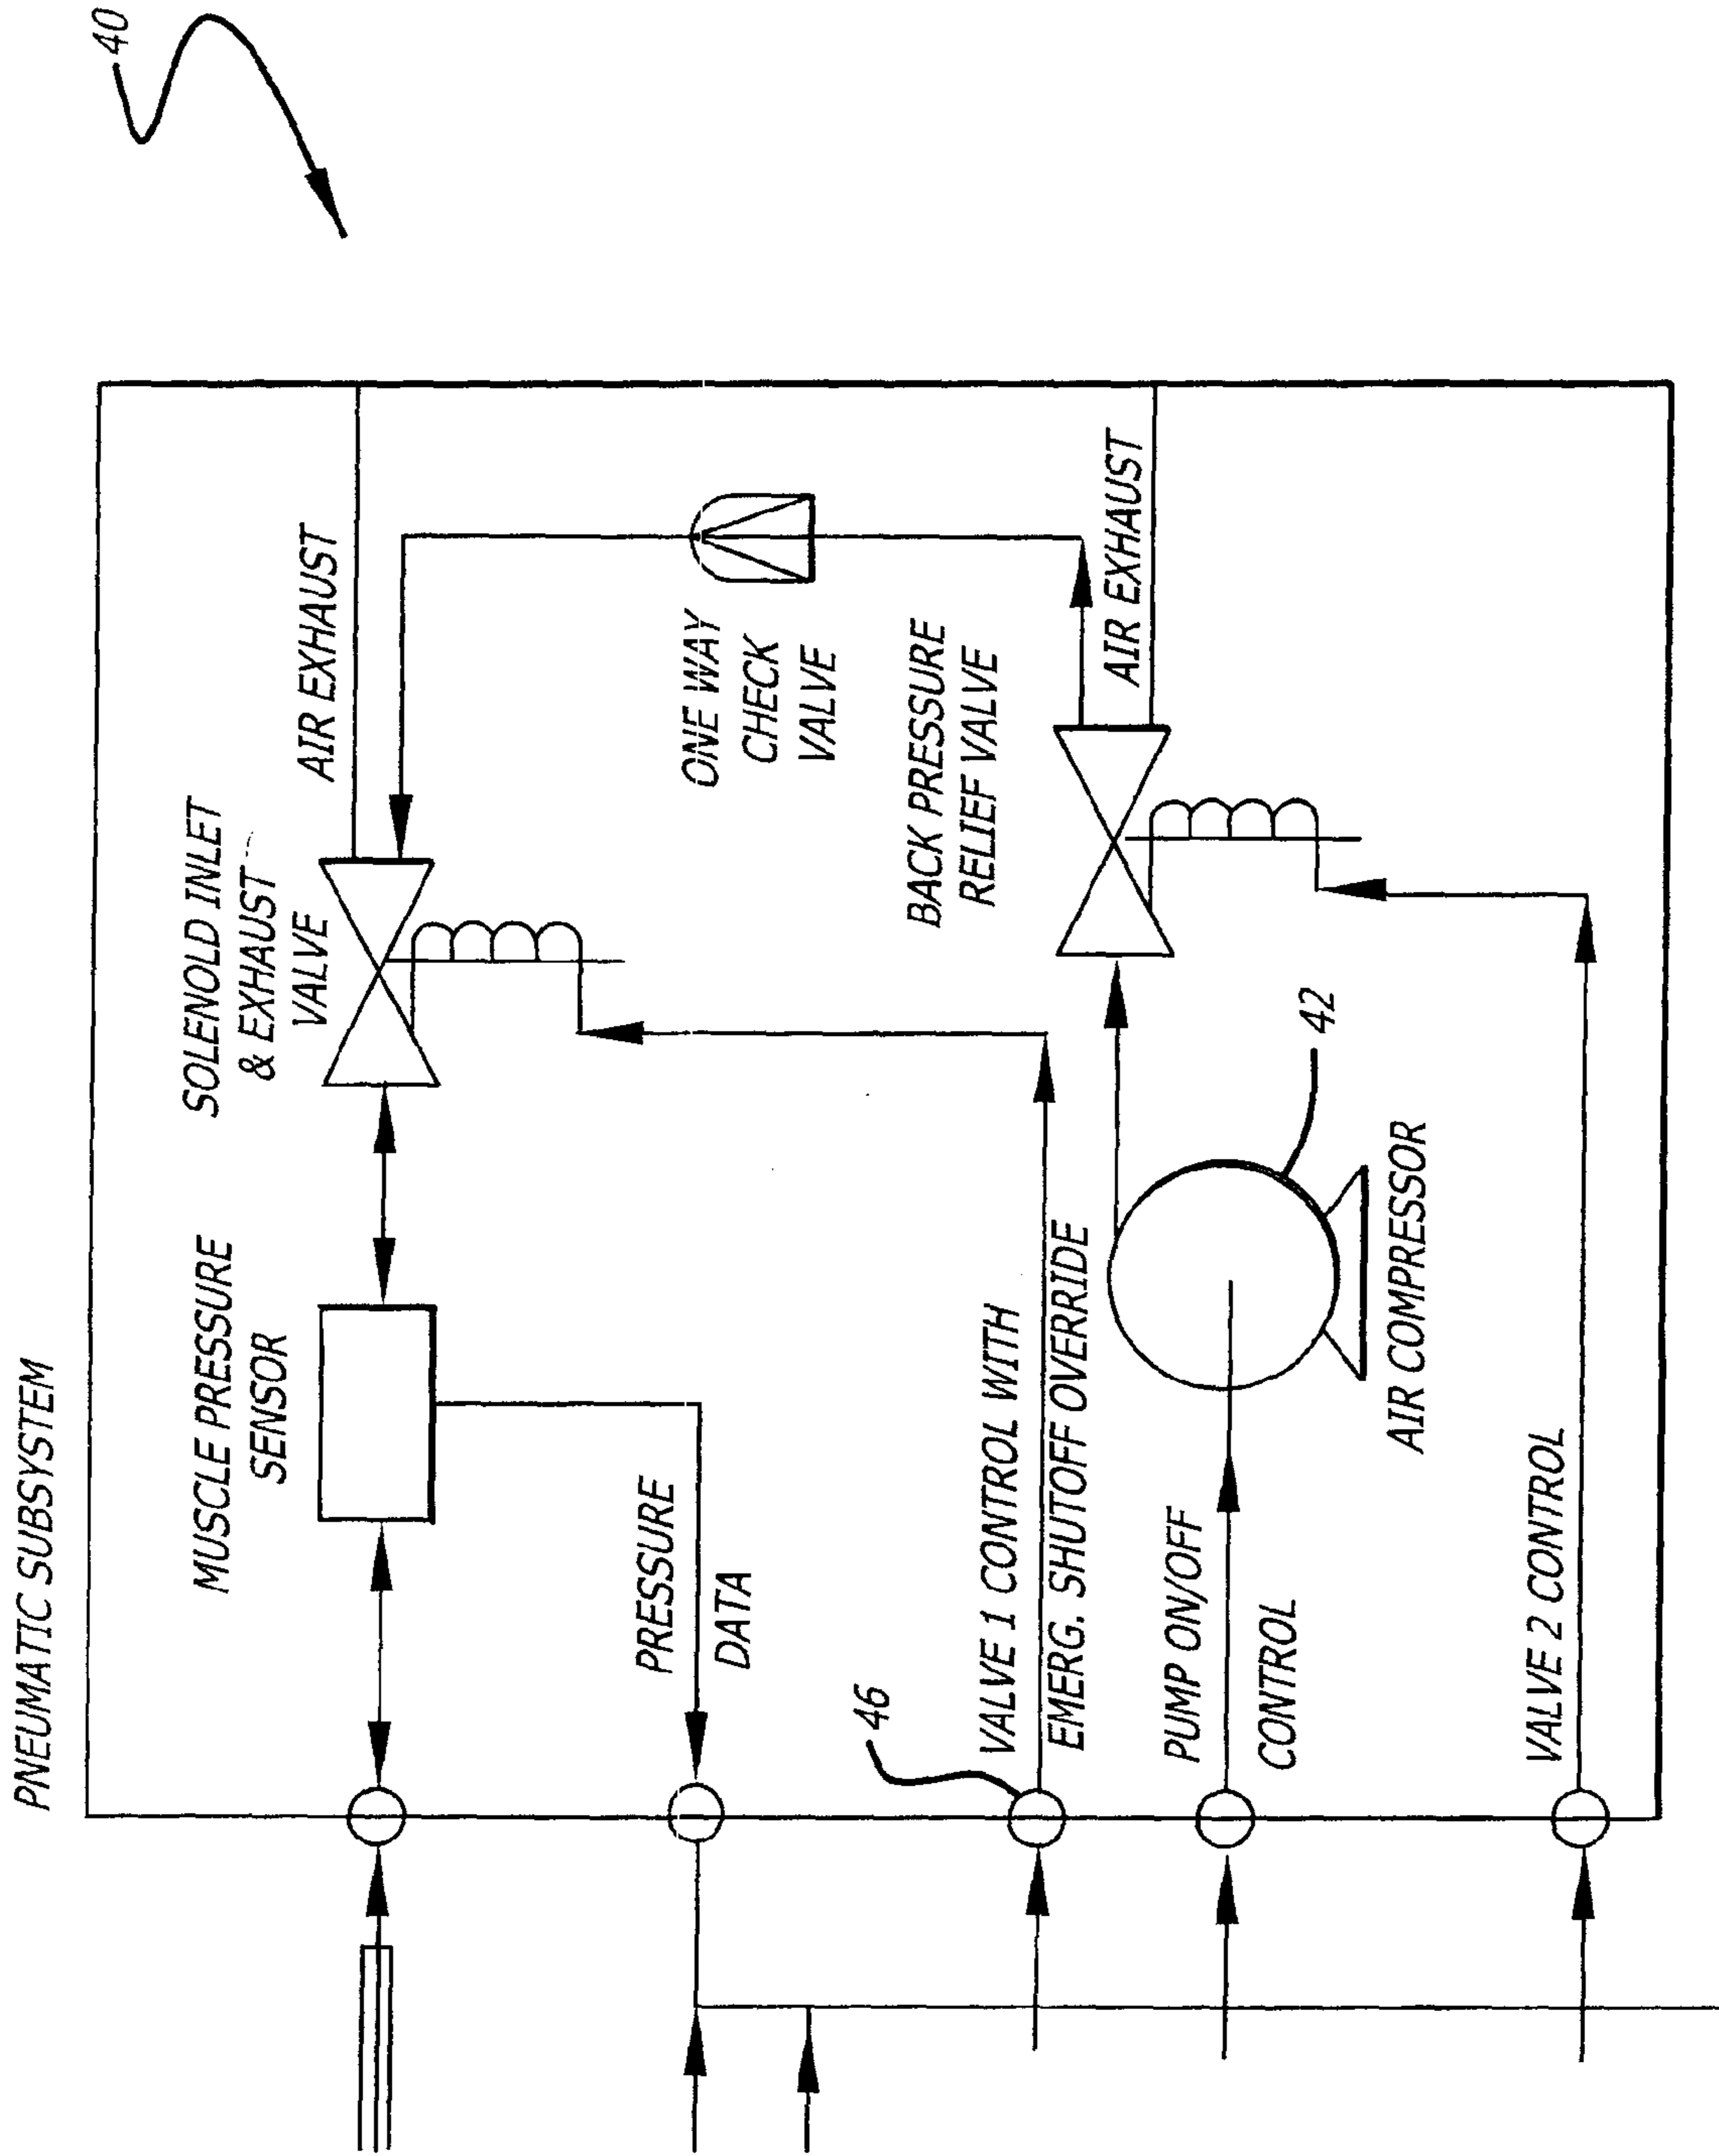 PNEUMATIC SUBSYSTEM
40
MUSCLE PRESSURE
SENSOR
SOLENOLD INLET
& EXHAUST
VALVE
AIR EXHAUST
PRESSURE
DATA
ONE WAY
CHECK
VALVE
46
VALVE 1 CONTROL WITH
EMERG. SHUTOFF OVERRIDE
BACK PRESSURE
RELIEF VALVE
AIR EXHAUST
PUMP ON/OFF
CONTROL
42
AIR COMPRESSOR
VALVE 2 CONTROL